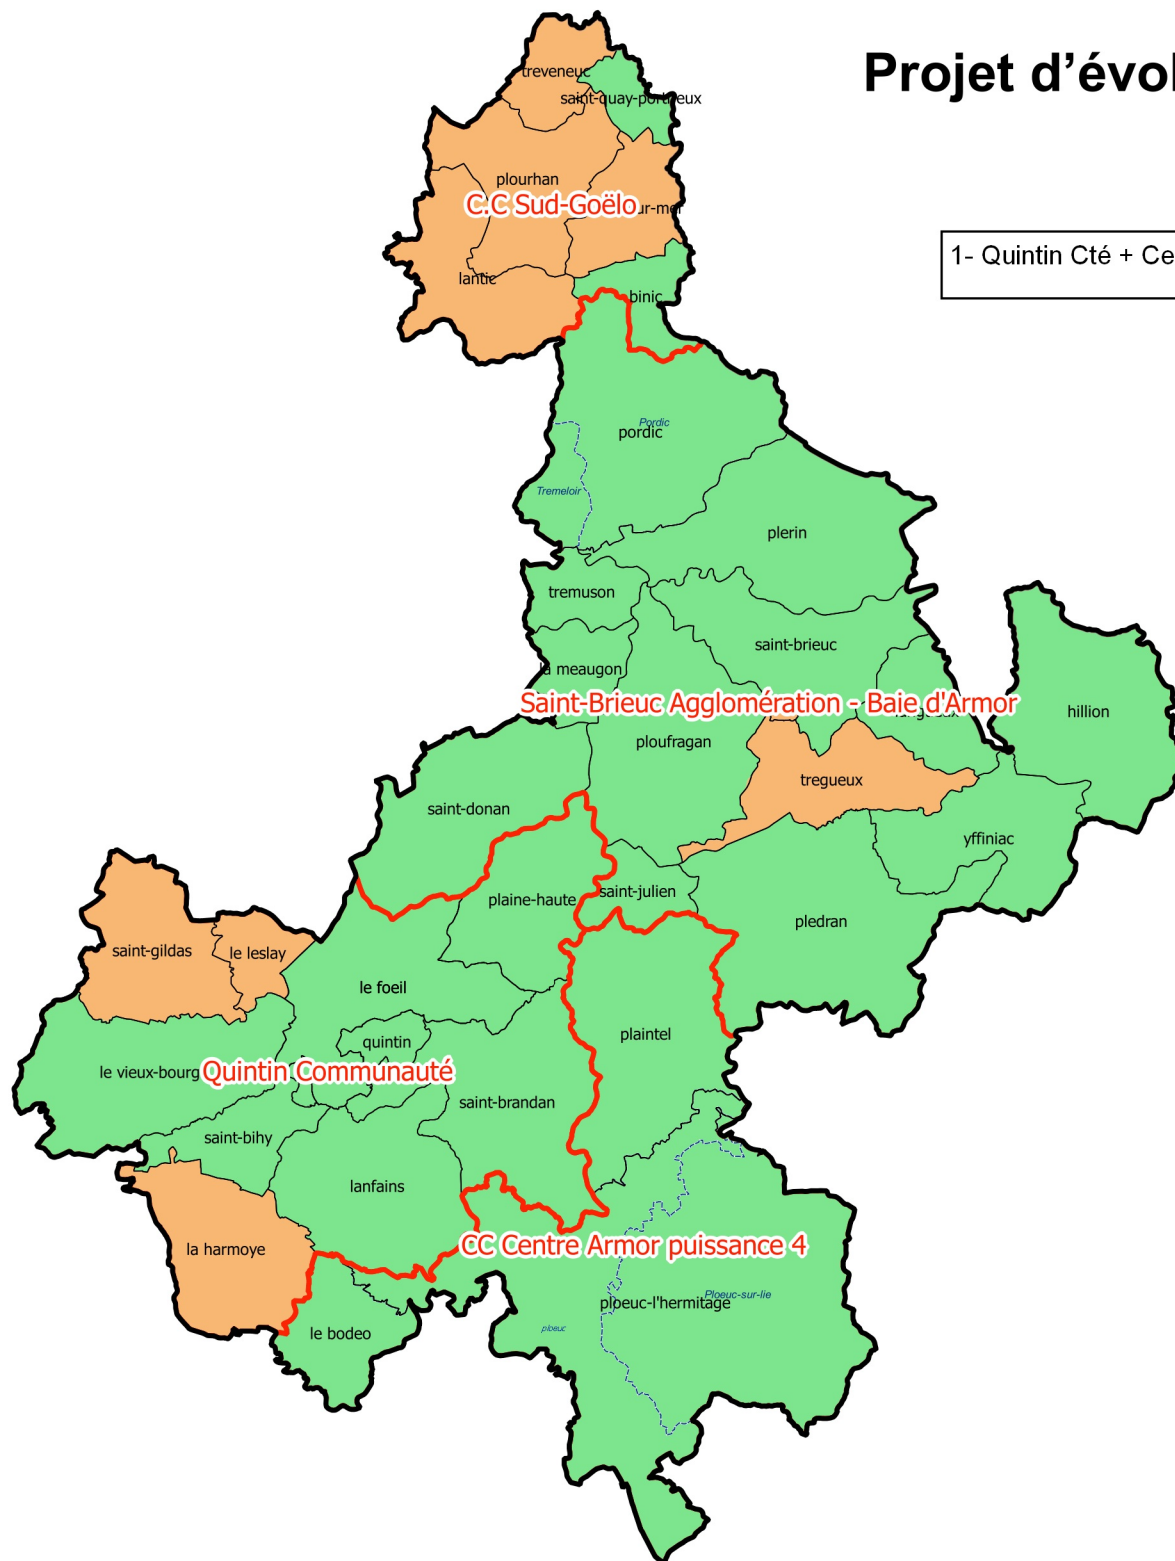 Projet d'évol
treveneuc
saint-quay-portrieux
plourhan
C.C Sud-Goëlo
ur-mer
lantic
1- Quintin Cté + Ce
binic
Pordic
pordic
Tremeloir
plerin
tremuson
saint-brieuc
la meaugon
Saint-Brieuc Agglomération - Baie d'Armor
hillion
ploufragan
tregueux
saint-donan
yffiniac
saint-julien
plaine-haute
pledran
saint-gildas
le leslay
le foeil
plaintel
quintin
le vieux-bourg
Quintin Communauté
saint-brandan
saint-bihy
lanfains
la harmoye
CC Centre Armor puissance 4
Ploeuc-sur-lie
ploeuc-l'hermitage
ploeuc
le bodeo